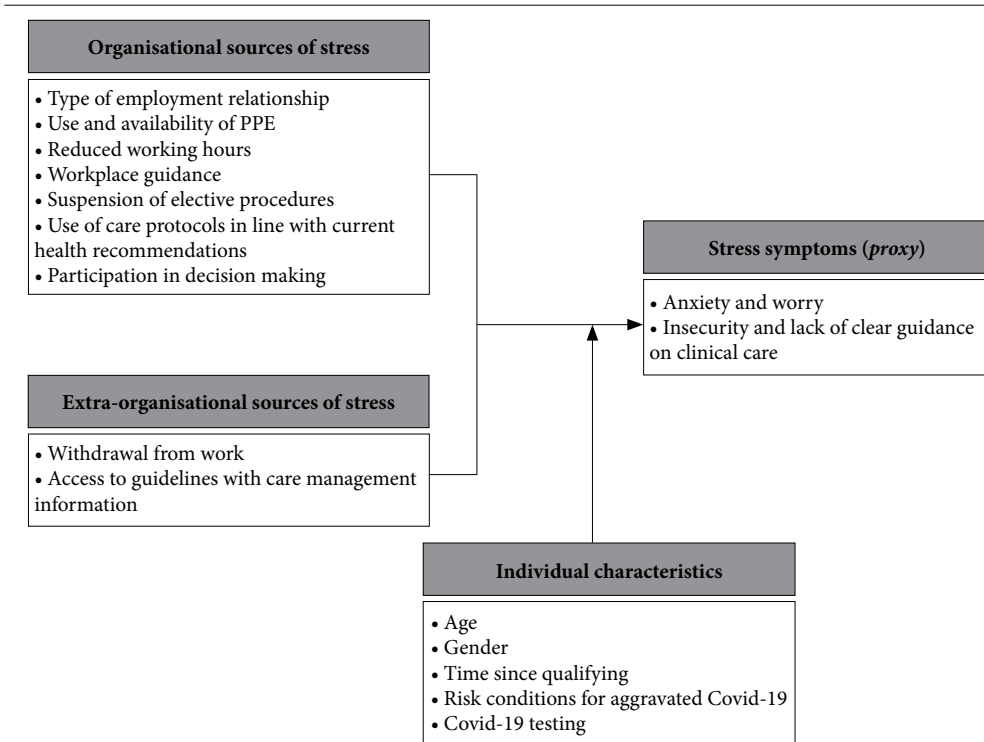 Organisational sources of stress
• Type of employment relationship
• Use and availability of PPE
• Reduced working hours
• Workplace guidance
• Suspension of elective procedures
• Use of care protocols in line with current
health recommendations
• Participation in decision making
Stress symptoms (proxy)
• Anxiety and worry
• Insecurity and lack of clear guidance
on clinical care
Extra-organisational sources of stress
• Withdrawal from work
• Access to guidelines with care management
information
Individual characteristics
• Age
• Gender
• Time since qualifying
• Risk conditions for aggravated Covid-19
• Covid-19 testing